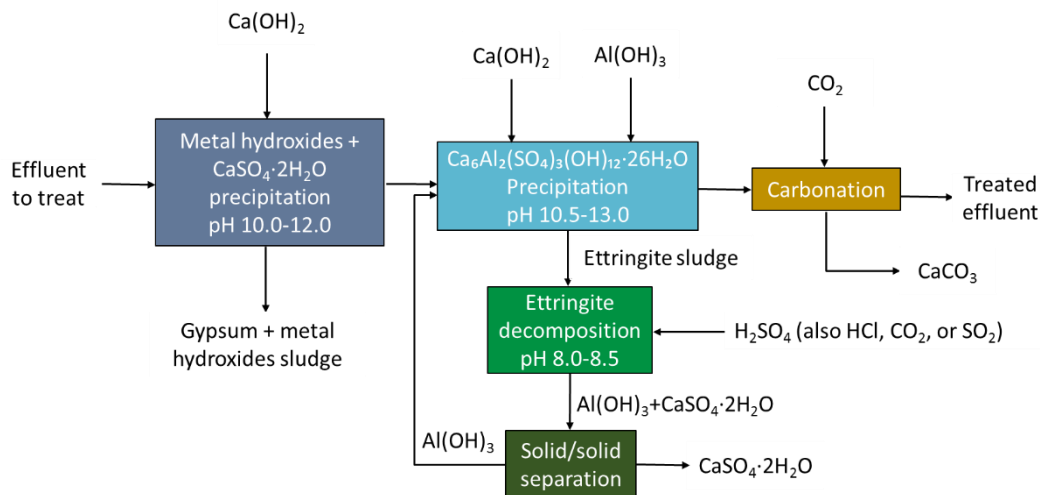 Ca(OH)₂
Ca(OH)₂
Al(OH)₃
CO₂
Effluent
to treat
Metal hydroxides +
CaSO₄·2H₂O
precipitation
pH 10.0-12.0
Ca₆Al₂(SO₄)₃(OH)₁₂·26H₂O
Precipitation
pH 10.5-13.0
Carbonation
Treated
effluent
Gypsum + metal
hydroxides sludge
Ettringite sludge
CaCO₃
Ettringite
decomposition
pH 8.0-8.5
H₂SO₄ (also HCl, CO₂, or SO₂)
Al(OH)₃+CaSO₄·2H₂O
Al(OH)₃
Solid/solid
separation
CaSO₄·2H₂O